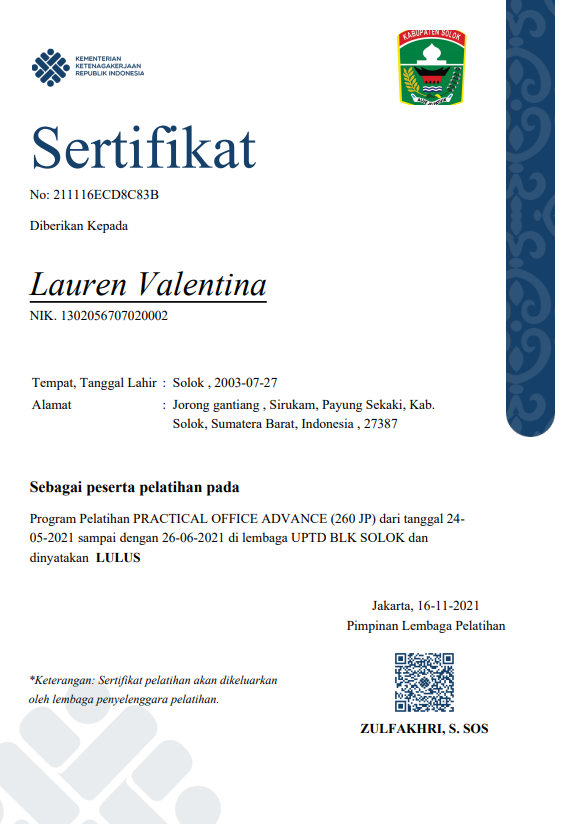 KEMENTERIAN
KETENAGAKERJAAN
REPUBLIK INDONESIA
KABUPATEN SOLOK
Sertifikat
No: 211116ECD8C83B
Diberikan Kepada
Lauren Valentina
NIK. 1302056707020002
Tempat, Tanggal Lahir : Solok , 2003-07-27
Alamat : Jorong gantiang , Sirukam, Payung Sekaki, Kab.
Solok, Sumatera Barat, Indonesia , 27387
Sebagai peserta pelatihan pada
Program Pelatihan PRACTICAL OFFICE ADVANCE (260 JP) dari tanggal 24-
05-2021 sampai dengan 26-06-2021 di lembaga UPTD BLK SOLOK dan
dinyatakan LULUS
Jakarta, 16-11-2021
Pimpinan Lembaga Pelatihan
*Keterangan: Sertifikat pelatihan akan dikeluarkan
oleh lembaga penyelenggara pelatihan.
ZULFAKHRI, S. SOS